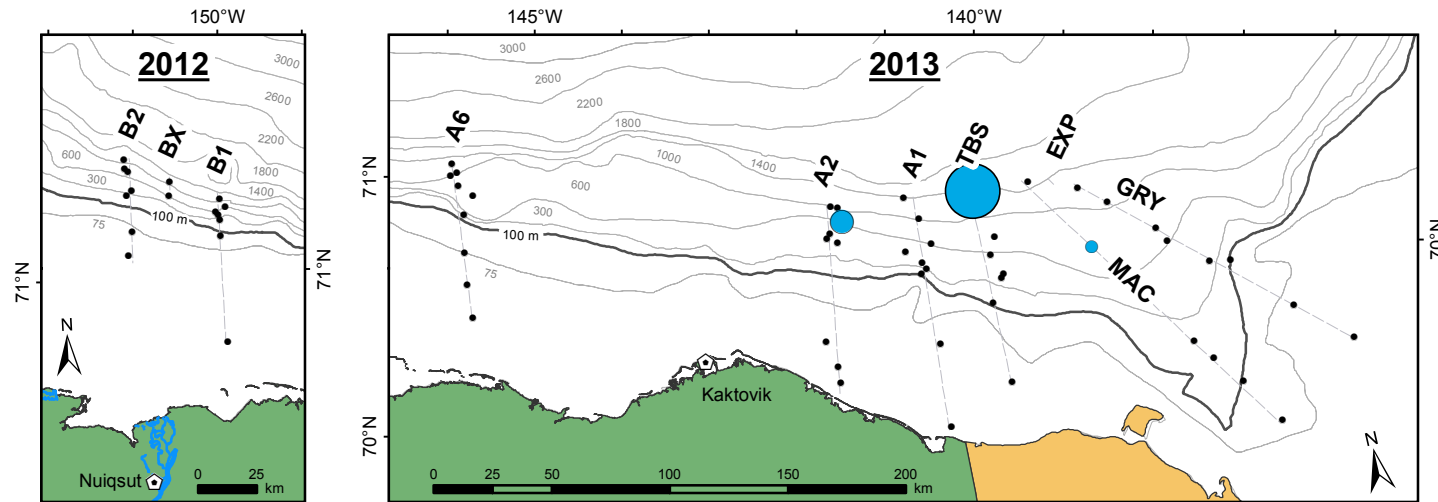 150°W
145°W
140°W
2012
2013
3000
2600
2200
1800
1400
600
300
100 m
75
B2
BX
B1
3000
2600
2200
1800
1400
1000
600
300
100 m
75
A6
A2
A1
TBS
EXP
GRY
MAC
71°N
71°N
71°N
70°N
70°N
N
N
Nuiqsut
Kaktovik
0 25
km
0 25 50 100 150 200
km